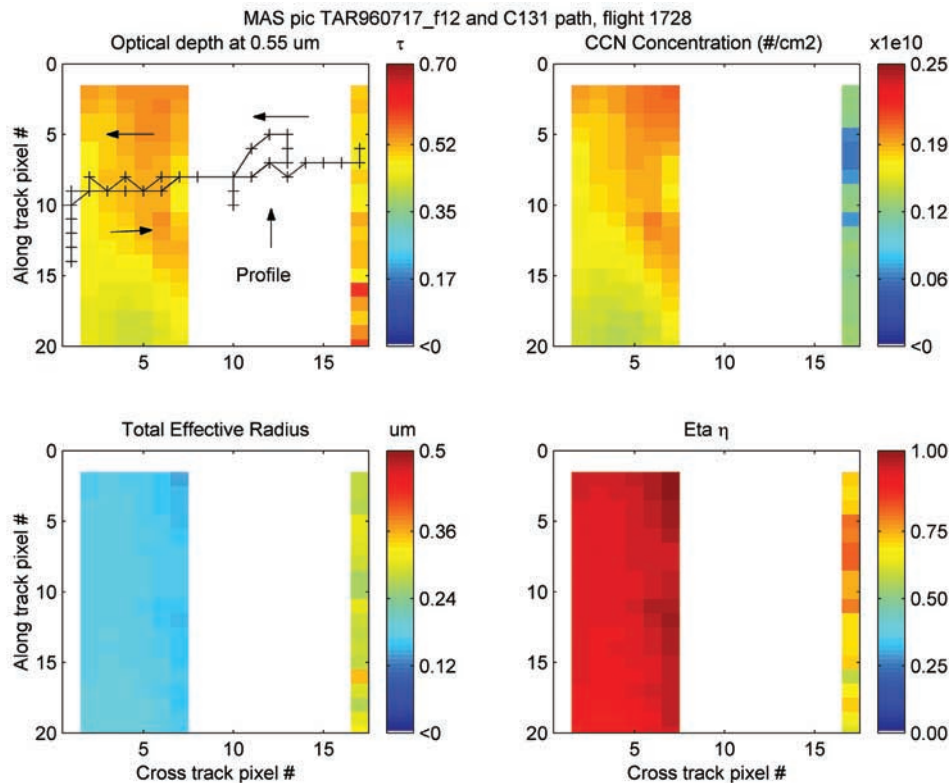 MAS pic TAR960717_f12 and C131 path, flight 1728
Optical depth at 0.55 um τ
0
5
10
15
20
Along track pixel #
5 10 15
Profile
0.70
0.52
0.35
0.17
<0
CCN Concentration (#/cm2) x1e10
0
5
10
15
20
5 10 15
0.25
0.19
0.12
0.06
<0
Total Effective Radius um
0
5
10
15
20
Along track pixel #
5 10 15
Cross track pixel #
0.5
0.36
0.24
0.12
<0
Eta η
0
5
10
15
20
5 10 15
Cross track pixel #
1.00
0.75
0.50
0.25
0.00